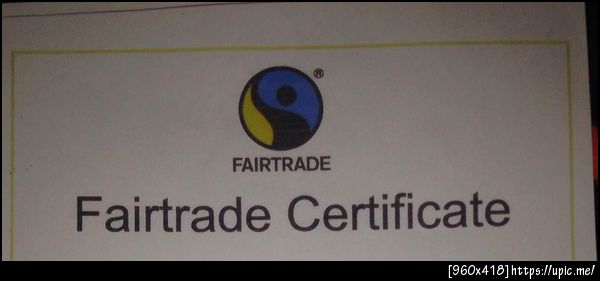 ®
FAIRTRADE
Fairtrade Certificate
[960x418]https://upic.me/